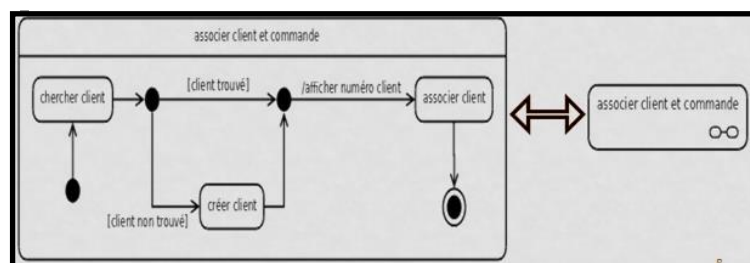 associer client et commande
chercher client
[client trouvé]
/afficher numéro client
associer client
[client non trouvé]
créer client
associer client et commande